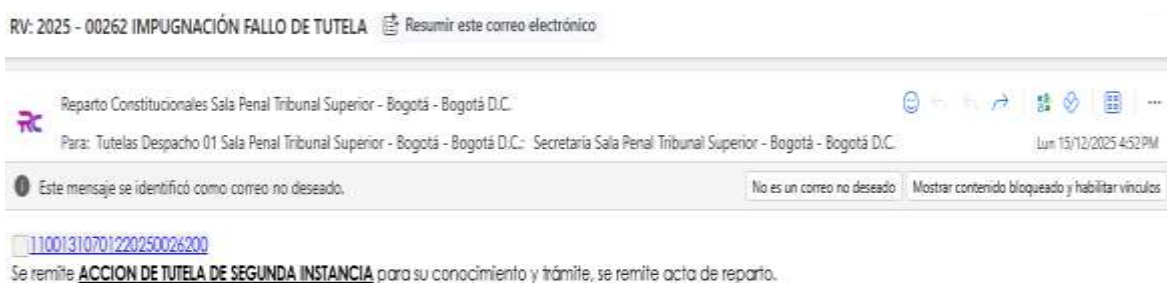 RV: 2025 - 00262 IMPUGNACIÓN FALLO DE TUTELA Resumir este correo electrónico
RC
Reparto Constitucionales Sala Penal Tribunal Superior - Bogotá - Bogotá D.C.
Para: Tutelas Despacho 01 Sala Penal Tribunal Superior - Bogotá - Bogotá D.C.; Secretaria Sala Penal Tribunal Superior - Bogotá - Bogotá D.C. Lun 15/12/2025 4:52 PM
Este mensaje se identificó como correo no deseado. No es un correo no deseado Mostrar contenido bloqueado y habilitar vínculos
11001310701220250026200
Se remite ACCION DE TUTELA DE SEGUNDA INSTANCIA para su conocimiento y trámite, se remite acta de reparto.